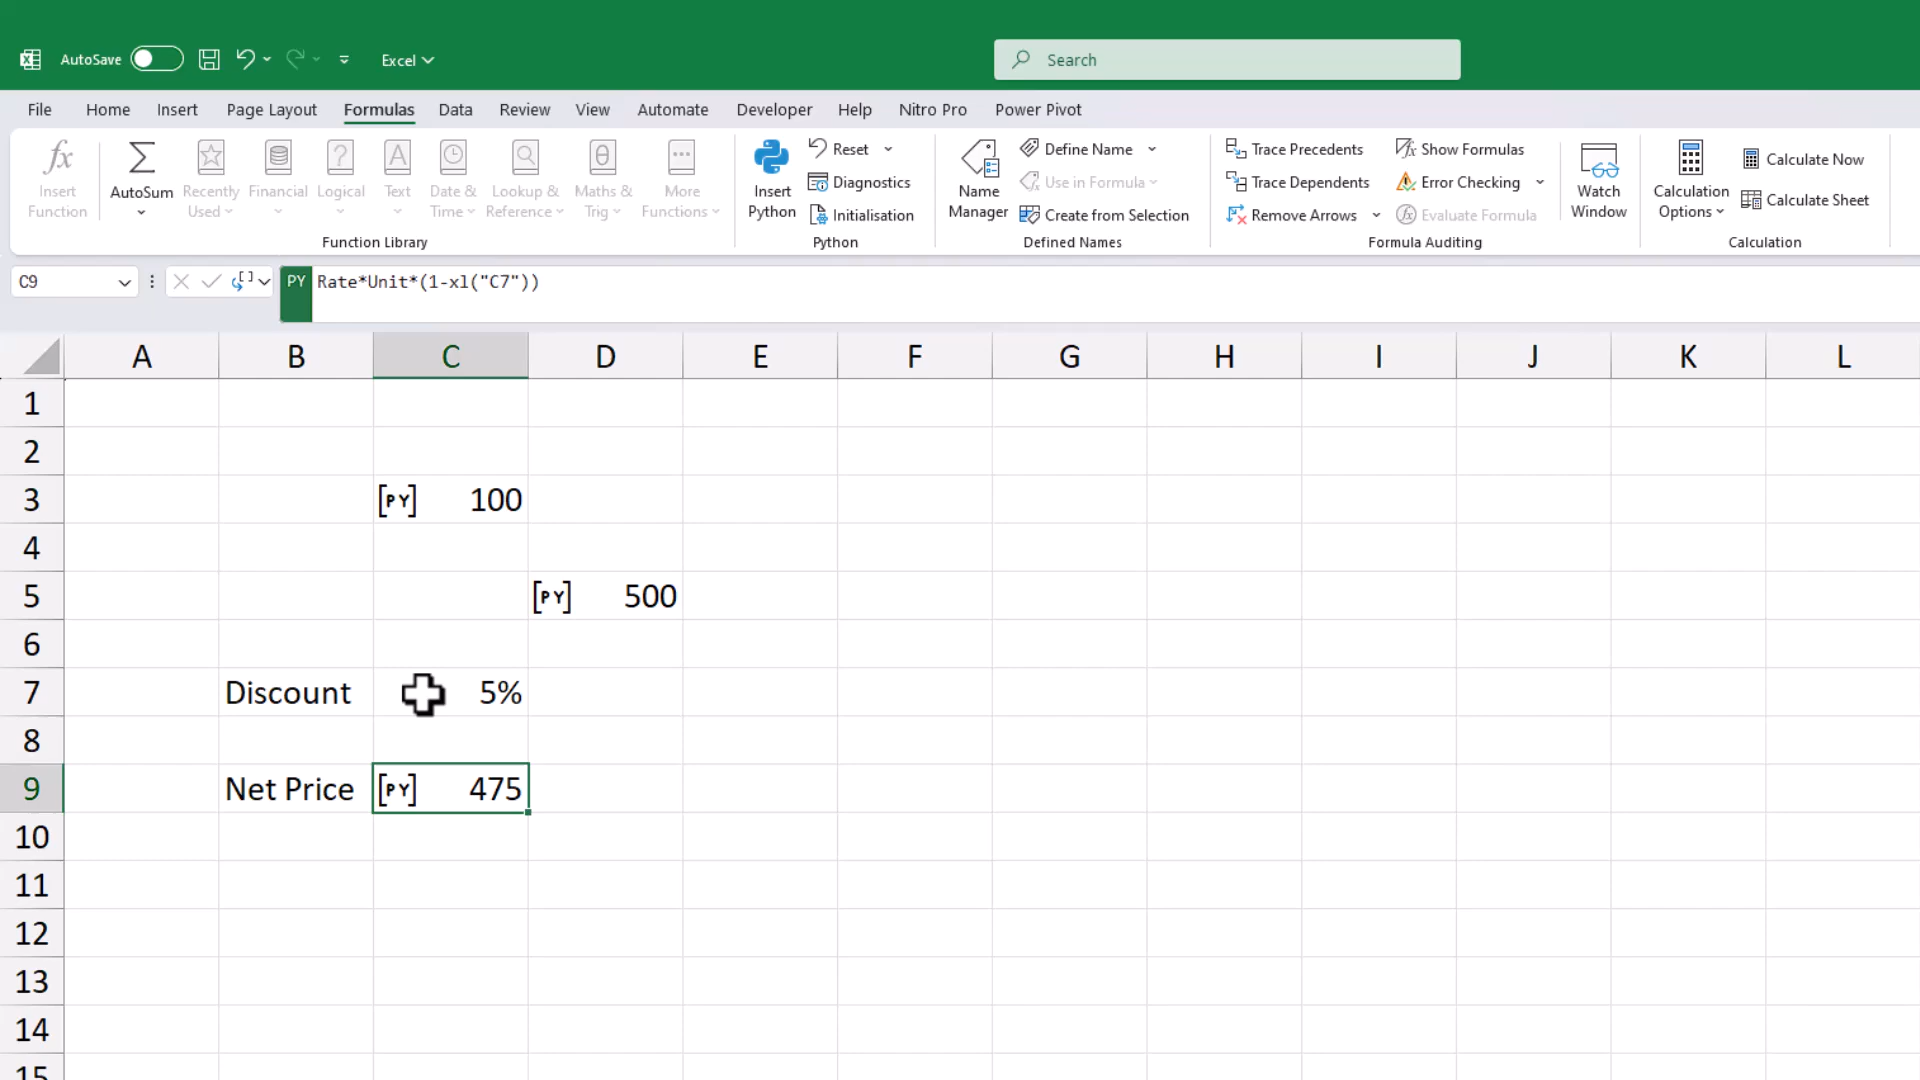 AutoSave Excel Search
File Home Insert Page Layout Formulas Data Review View Automate Developer Help Nitro Pro Power Pivot
Insert Function
AutoSum
Recently Used
Financial
Logical
Text
Date & Time
Lookup & Reference
Maths & Trig
More Functions
Function Library
Insert Python
Reset
Diagnostics
Initialisation
Python
Name Manager
Define Name
Use in Formula
Create from Selection
Defined Names
Trace Precedents
Trace Dependents
Remove Arrows
Show Formulas
Error Checking
Evaluate Formula
Formula Auditing
Watch Window
Calculation Options
Calculate Now
Calculate Sheet
Calculation
C9 PY Rate*Unit*(1-xl("C7"))
A B C D E F G H I J K L
1
2
3 [PY] 100
4
5 [PY] 500
6
7 Discount 5%
8
9 Net Price [PY] 475
10
11
12
13
14
15